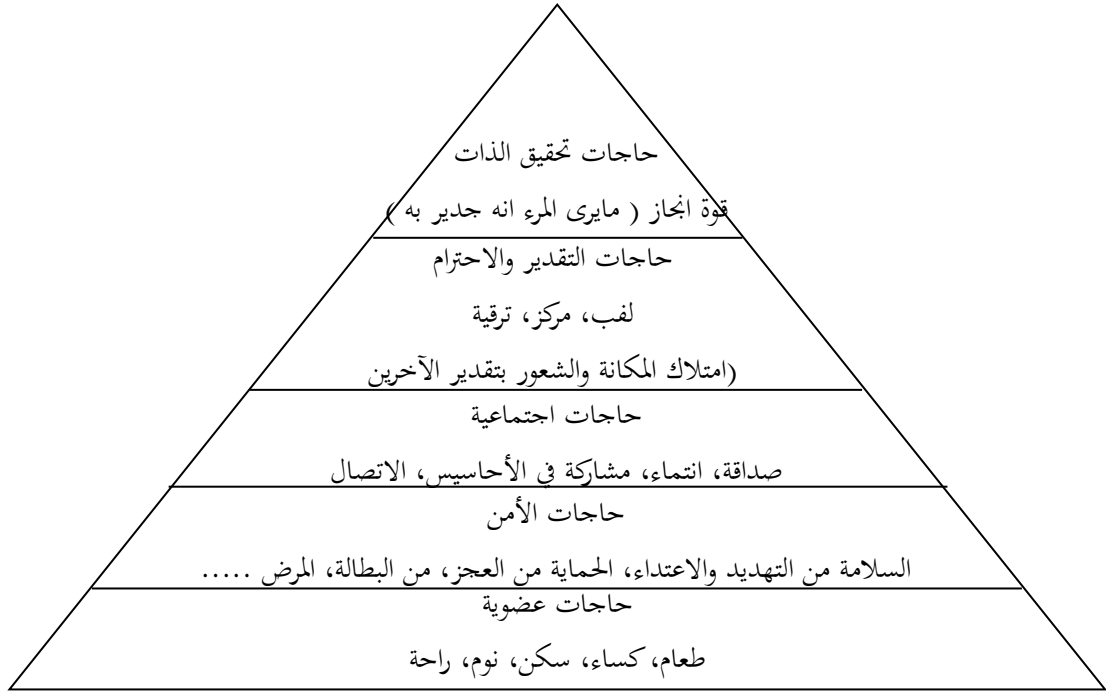 حاجات تحقيق الذات
قوة انجاز ( مايرى المرء انه جدير به )
حاجات التقدير والاحترام
لفب، مركز، ترقية
(امتلاك المكانة والشعور بتقدير الآخرين
حاجات اجتماعية
صداقة، انتماء، مشاركة في الأحاسيس، الاتصال
حاجات الأمن
السلامة من التهديد والاعتداء، الحماية من العجز، من البطالة، المرض .....
حاجات عضوية
طعام، كساء، سكن، نوم، راحة